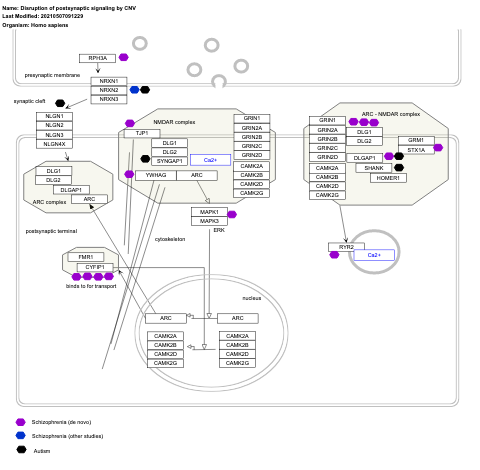 Name: Disruption of postsynaptic signaling by CNV
Last Modified: 20210507091229
Organism: Homo sapiens
RPH3A
presynaptic membrane
NRXN1
NRXN2
NRXN3
synaptic cleft
NLGN1
NLGN2
NLGN3
NLGN4X
NMDAR complex
TJP1
DLG1
DLG2
SYNGAP1
Ca2+
YWHAG
ARC
GRIN1
GRIN2A
GRIN2B
GRIN2C
GRIN2D
CAMK2A
CAMK2B
CAMK2D
CAMK2G
ARC - NMDAR complex
GRIN1
GRIN2A
GRIN2B
GRIN2C
GRIN2D
CAMK2A
CAMK2B
CAMK2D
CAMK2G
DLG1
DLG2
DLGAP1
SHANK
HOMER1
GRM1
STX1A
DLG1
DLG2
DLGAP1
ARC
ARC complex
MAPK1
MAPK3
ERK
postsynaptic terminal
cytoskeleton
RYR2
Ca2+
FMR1
CYFIP1
binds to for transport
nucleus
ARC
ARC
CAMK2A
CAMK2B
CAMK2D
CAMK2G
CAMK2A
CAMK2B
CAMK2D
CAMK2G
Schizophrenia (de novo)
Schizophrenia (other studies)
Autism